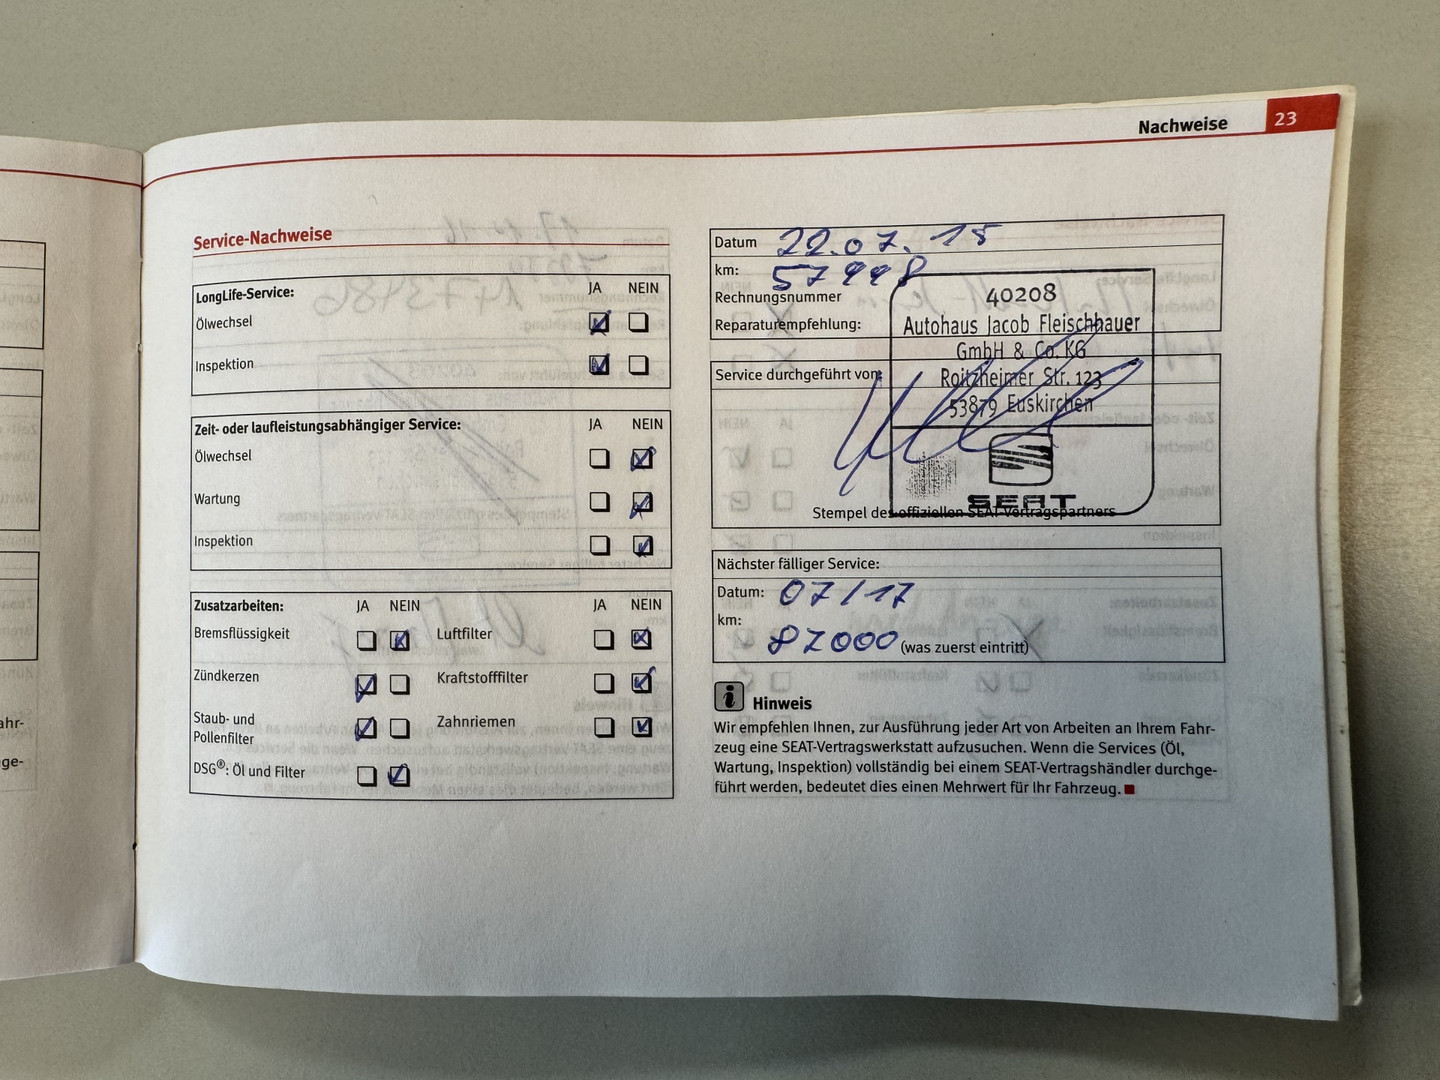 Nachweise 23
Service-Nachweise
LongLife-Service: JA NEIN
Ölwechsel
Inspektion
Zeit- oder laufleistungsabhängiger Service: JA NEIN
Ölwechsel
Wartung
Inspektion
Zusatzarbeiten: JA NEIN JA NEIN
Bremsflüssigkeit Luftfilter
Zündkerzen Kraftstofffilter
Staub- und
Pollenfilter Zahnriemen
DSG®: Öl und Filter
Datum 22.07.15
km: 57998
Rechnungsnummer
Reparaturempfehlung:
40208
Autohaus Jacob Fleischhauer
GmbH & Co. KG
Roitzheimer Str. 123
53879 Euskirchen
SEAT
Service durchgeführt von:
Stempel des offiziellen SEAT-Vertragspartners
Nächster fälliger Service:
Datum: 07/17
km:
87000 (was zuerst eintritt)
Hinweis
Wir empfehlen Ihnen, zur Ausführung jeder Art von Arbeiten an Ihrem Fahr-
zeug eine SEAT-Vertragswerkstatt aufzusuchen. Wenn die Services (Öl,
Wartung, Inspektion) vollständig bei einem SEAT-Vertragshändler durchge-
führt werden, bedeutet dies einen Mehrwert für Ihr Fahrzeug.
ahr-
ge-